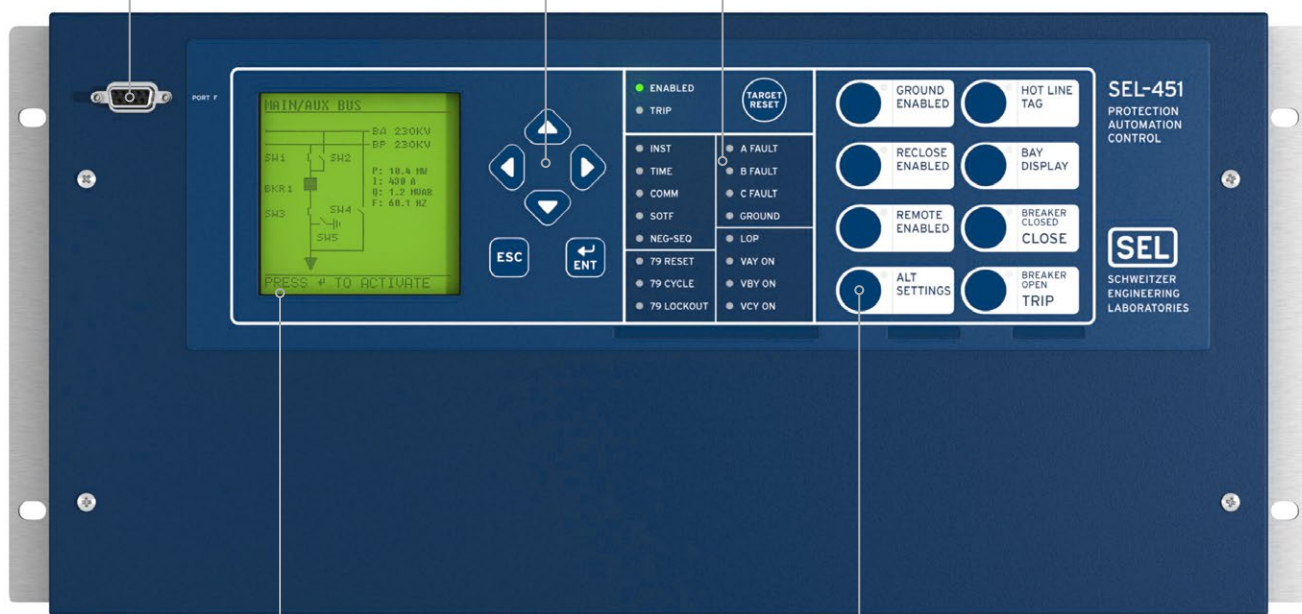 PORT F
MAIN/AUX BUS
BA 230KV
BP 230KV
SW1
SW2
P: 10.4 MW
I: 430 A
Q: 1.2 MVAR
F: 60.1 HZ
BKR1
SW3
SW4
SW5
PRESS ↵ TO ACTIVATE
ESC
ENT
ENABLED
TRIP
TARGET
RESET
INST
TIME
COMM
SOTF
NEG-SEQ
79 RESET
79 CYCLE
79 LOCKOUT
A FAULT
B FAULT
C FAULT
GROUND
LOP
VAY ON
VBY ON
VCY ON
GROUND
ENABLED
HOT LINE
TAG
RECLOSE
ENABLED
BAY
DISPLAY
REMOTE
ENABLED
BREAKER
CLOSED
CLOSE
ALT
SETTINGS
BREAKER
OPEN
TRIP
SEL-451
PROTECTION
AUTOMATION
CONTROL
SEL
SCHWEITZER
ENGINEERING
LABORATORIES